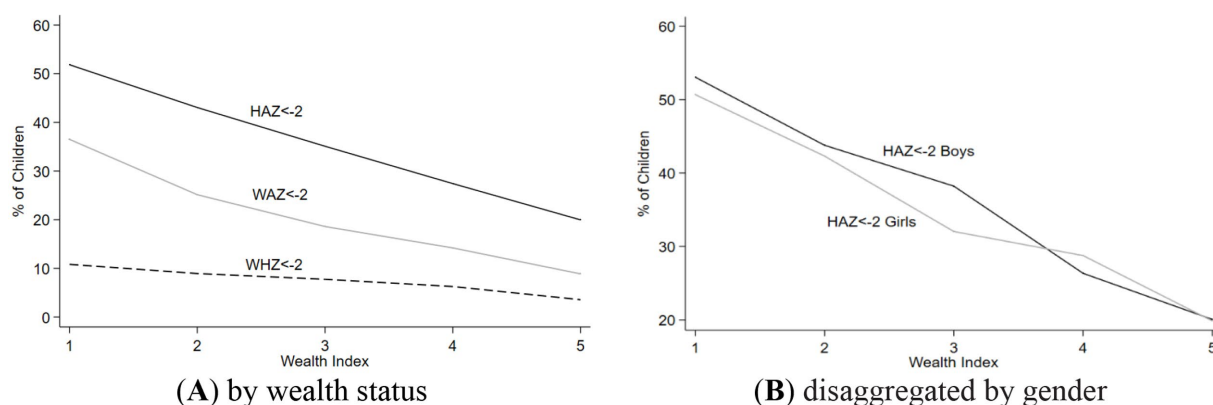 60
50
40
30
20
10
0
% of Children
HAZ<-2
WAZ<-2
WHZ<-2
1 2 3 4 5
Wealth Index
(A) by wealth status
60
50
40
30
20
% of Children
HAZ<-2 Boys
HAZ<-2 Girls
1 2 3 4 5
Wealth Index
(B) disaggregated by gender